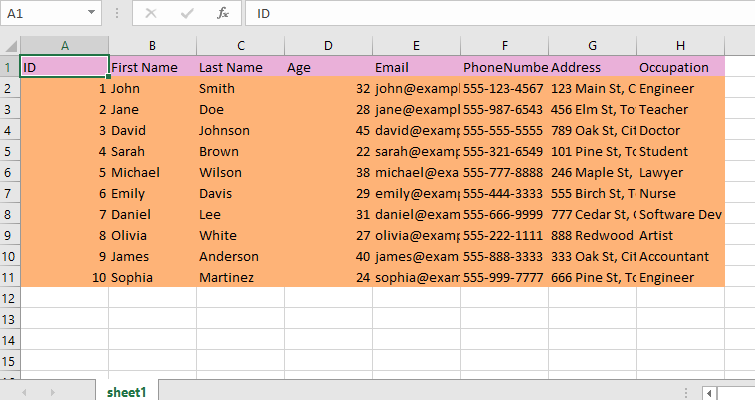 A1 fx ID
A B C D E F G H
1 ID First Name Last Name Age Email PhoneNumbe Address Occupation
2 1 John Smith 32 john@exampl 555-123-4567 123 Main St, C Engineer
3 2 Jane Doe 28 jane@exampl 555-987-6543 456 Elm St, To Teacher
4 3 David Johnson 45 david@exam 555-555-5555 789 Oak St, Cit Doctor
5 4 Sarah Brown 22 sarah@exam 555-321-6549 101 Pine St, To Student
6 5 Michael Wilson 38 michael@exa 555-777-8888 246 Maple St, Lawyer
7 6 Emily Davis 29 emily@exam 555-444-3333 555 Birch St, T Nurse
8 7 Daniel Lee 31 daniel@exam 555-666-9999 777 Cedar St, Software Dev
9 8 Olivia White 27 olivia@exam 555-222-1111 888 Redwood Artist
10 9 James Anderson 40 james@exam 555-888-3333 333 Oak St, Cit Accountant
11 10 Sophia Martinez 24 sophia@exam 555-999-7777 666 Pine St, To Engineer
12
13
14
15
sheet1